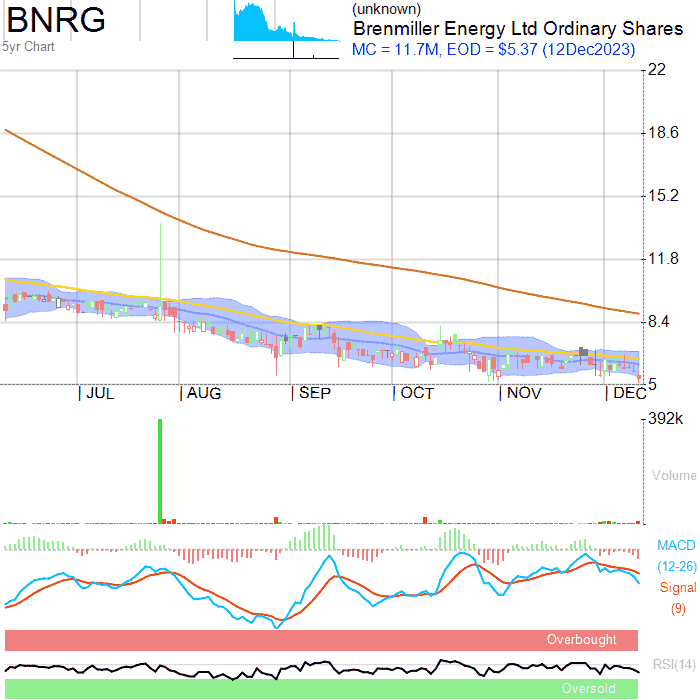 BNRG
5yr Chart
(unknown)
Brenmiller Energy Ltd Ordinary Shares
MC = 11.7M, EOD = $5.37 (12Dec2023)
22
18.6
15.2
11.8
8.4
5
JUL AUG SEP OCT NOV DEC
392k
Volume
MACD
(12-26)
Signal
(9)
Overbought
RSI(14)
Oversold